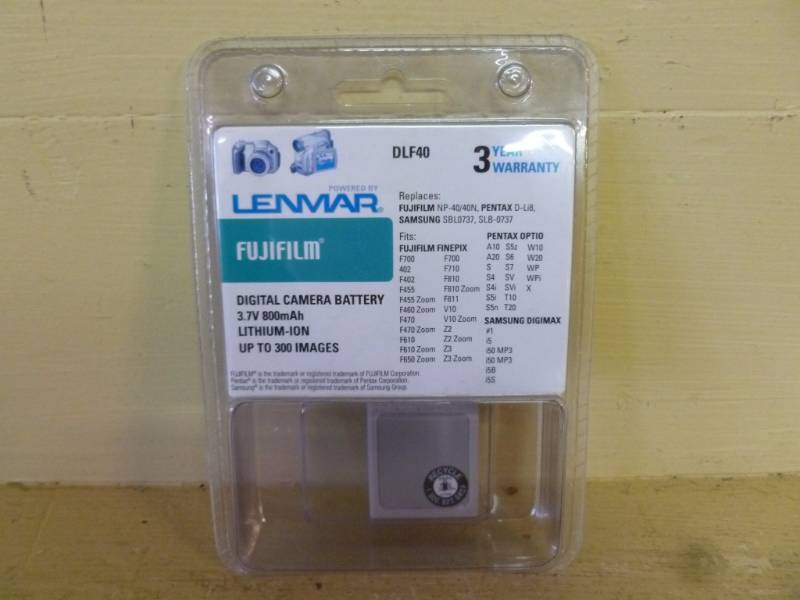 DLF40
3 YEAR
WARRANTY
POWERED BY
LENMAR
FUJIFILM®
DIGITAL CAMERA BATTERY
3.7V 800mAh
LITHIUM-ION
UP TO 300 IMAGES
Replaces:
FUJIFILM NP-40/40N, PENTAX D-Li8,
SAMSUNG SBL0737, SLB-0737
Fits:
FUJIFILM FINEPIX
F700 F700
402 F710
F402 F810
F455 F810 Zoom
F455 Zoom F811
F460 Zoom V10
F470 V10 Zoom
F470 Zoom Z2
F610 Z2 Zoom
F610 Zoom Z3
F650 Zoom Z3 Zoom
PENTAX OPTIO
A10 S5z W10
A20 S6 W20
S S7 WP
S4 SV WPi
S4i SVi X
S5i T10
S5n T20
SAMSUNG DIGIMAX
#1
i5
i50 MP3
i50 MP3
i5B
i5S
FUJIFILM® is the trademark or registered trademark of FUJIFILM Corporation.
Pentax® is the trademark or registered trademark of Pentax Corporation.
Samsung® is the trademark or registered trademark of Samsung Group.
RECYCLE